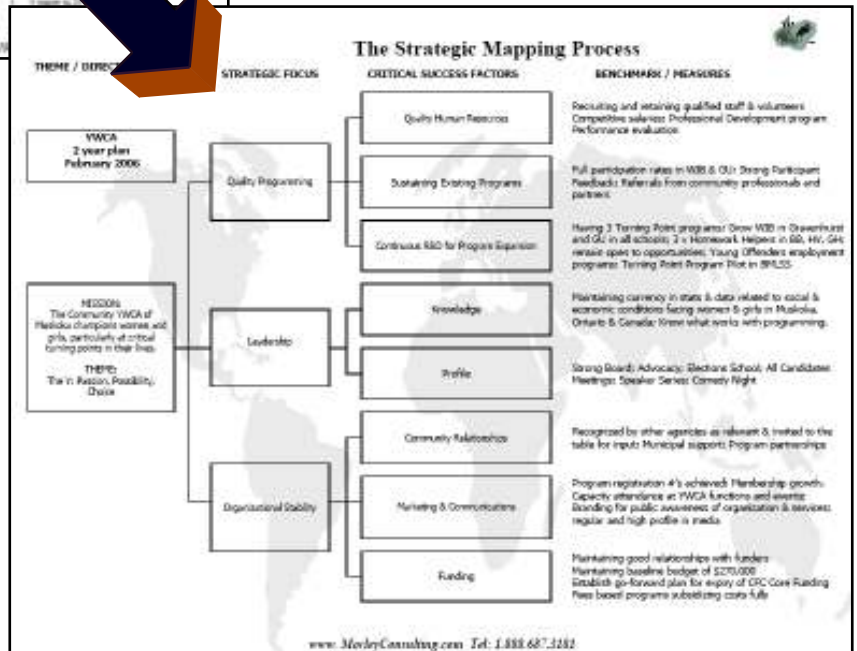 The Strategic Mapping Process
THEME / DIRECT
STRATEGIC FOCUS
CRITICAL SUCCESS FACTORS
BENCHMARK / MEASURES
YWCA
2 year plan
February 2006
MISSION:
The Community YWCA of
Muskoka champions women and
girls, particularly at critical
turning points in their lives.
THEME:
The Y: Passion, Possibility,
Choice
Quality Programming
Leadership
Organizational Stability
Quality Human Resources
Recruiting and retaining qualified staff & volunteers
Competitive salaries: Professional Development program
Performance evaluation
Sustaining Existing Programs
Full participation rates in WIB & GU: Strong Participant
Feedback: Referrals from community professionals and
partners
Continuous R&D for Program Expansion
Having 3 Turning Point programs: Grow WIB in Gravenhurst
and GU in all schools; 3 x Homework Helpers in BB, HV, GH:
remain open to opportunities: Young Offenders employment
programs: Turning Point Program Pilot in BMLSS
Knowledge
Maintaining currency in stats & data related to social &
economic conditions facing women & girls in Muskoka,
Ontario & Canada: Know what works with programming.
Profile
Strong Board: Advocacy: Elections School: All Candidates
Meetings: Speaker Series: Comedy Night
Community Relationships
Recognized by other agencies as relevant & invited to the
table for input: Municipal support: Program partnerships
Marketing & Communications
Program registration #'s achieved: Membership growth:
Capacity attendance at YWCA functions and events:
Branding for public awareness of organization & services:
regular and high profile in media
Funding
Maintaining good relationships with funders
Maintaining baseline budget of $270,000
Establish go-forward plan for expiry of CFC Core Funding
Fees based programs subsidizing costs fully
www. MorleyConsulting.com Tel: 1.888.687.3282